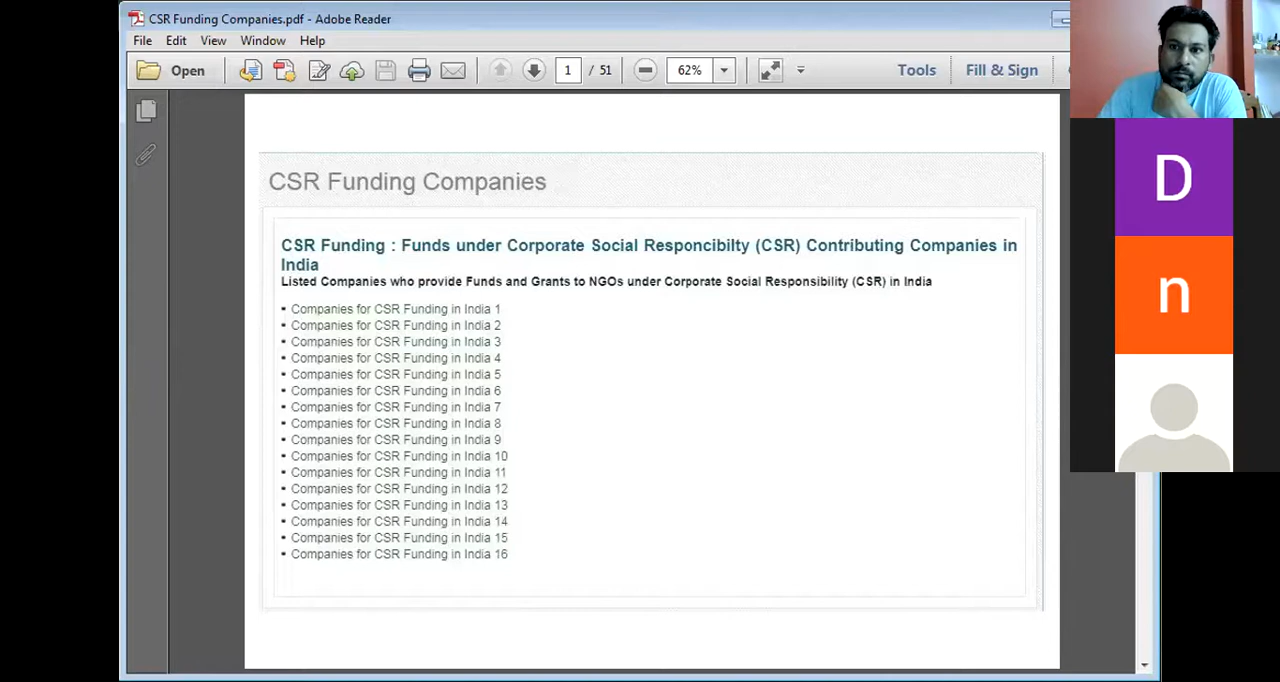 CSR Funding Companies.pdf - Adobe Reader
File Edit View Window Help
Open 1 / 51 62% Tools Fill & Sign
CSR Funding Companies
CSR Funding : Funds under Corporate Social Responcibilty (CSR) Contributing Companies in
India
Listed Companies who provide Funds and Grants to NGOs under Corporate Social Responsibility (CSR) in India
▪ Companies for CSR Funding in India 1
▪ Companies for CSR Funding in India 2
▪ Companies for CSR Funding in India 3
▪ Companies for CSR Funding in India 4
▪ Companies for CSR Funding in India 5
▪ Companies for CSR Funding in India 6
▪ Companies for CSR Funding in India 7
▪ Companies for CSR Funding in India 8
▪ Companies for CSR Funding in India 9
▪ Companies for CSR Funding in India 10
▪ Companies for CSR Funding in India 11
▪ Companies for CSR Funding in India 12
▪ Companies for CSR Funding in India 13
▪ Companies for CSR Funding in India 14
▪ Companies for CSR Funding in India 15
▪ Companies for CSR Funding in India 16
D
n